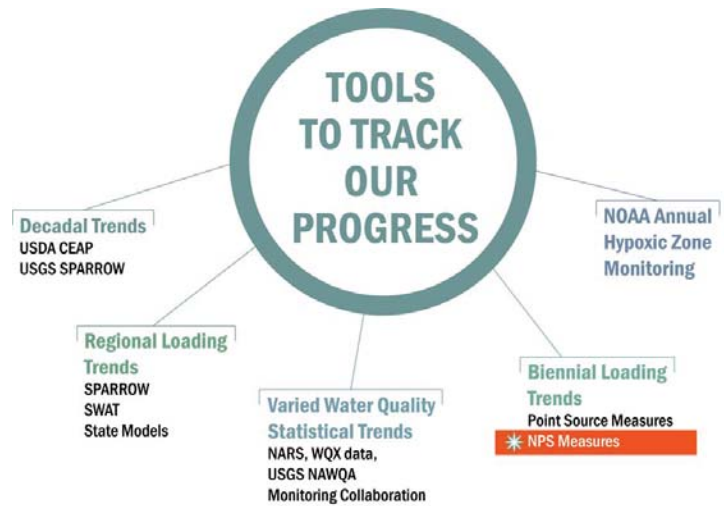 TOOLS
TO TRACK
OUR
PROGRESS
Decadal Trends
USDA CEAP
USGS SPARROW
Regional Loading
Trends
SPARROW
SWAT
State Models
Varied Water Quality
Statistical Trends
NARS, WQX data,
USGS NAWQA
Monitoring Collaboration
Biennial Loading
Trends
Point Source Measures
NPS Measures
NOAA Annual
Hypoxic Zone
Monitoring